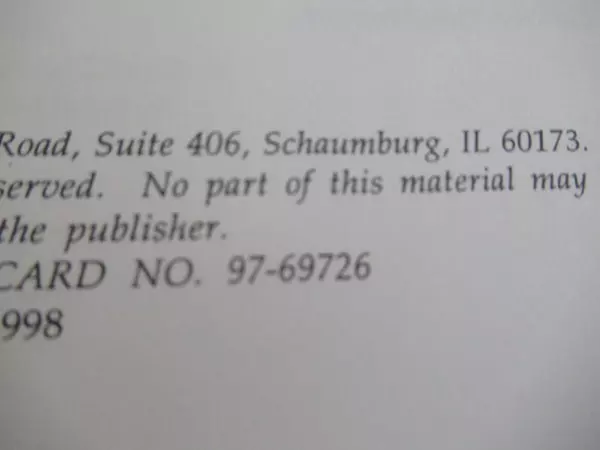 Road, Suite 406, Schaumburg, IL 60173.
served. No part of this material may
the publisher.
CARD NO. 97-69726
998